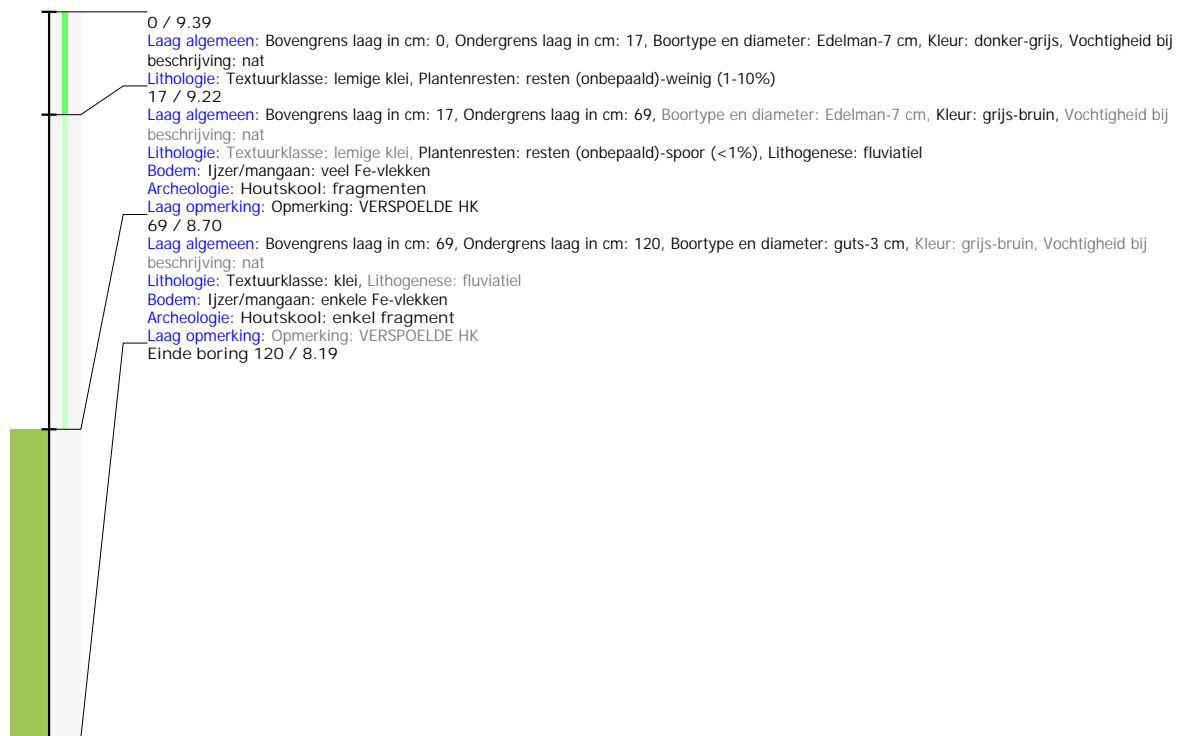 0 / 9.39
Laag algemeen: Bovengrens laag in cm: 0, Ondergrens laag in cm: 17, Boortype en diameter: Edelman-7 cm, Kleur: donker-grijs, Vochtigheid bij
beschrijving: nat
Lithologie: Textuurklasse: lemige klei, Plantenresten: resten (onbepaald)-weinig (1-10%)
17 / 9.22
Laag algemeen: Bovengrens laag in cm: 17, Ondergrens laag in cm: 69, Boortype en diameter: Edelman-7 cm, Kleur: grijs-bruin, Vochtigheid bij
beschrijving: nat
Lithologie: Textuurklasse: lemige klei, Plantenresten: resten (onbepaald)-spoor (<1%), Lithogenese: fluviatiel
Bodem: Ijzer/mangaan: veel Fe-vlekken
Archeologie: Houtskool: fragmenten
Laag opmerking: Opmerking: VERSPOELDE HK
69 / 8.70
Laag algemeen: Bovengrens laag in cm: 69, Ondergrens laag in cm: 120, Boortype en diameter: guts-3 cm, Kleur: grijs-bruin, Vochtigheid bij
beschrijving: nat
Lithologie: Textuurklasse: klei, Lithogenese: fluviatiel
Bodem: Ijzer/mangaan: enkele Fe-vlekken
Archeologie: Houtskool: enkel fragment
Laag opmerking: Opmerking: VERSPOELDE HK
Einde boring 120 / 8.19